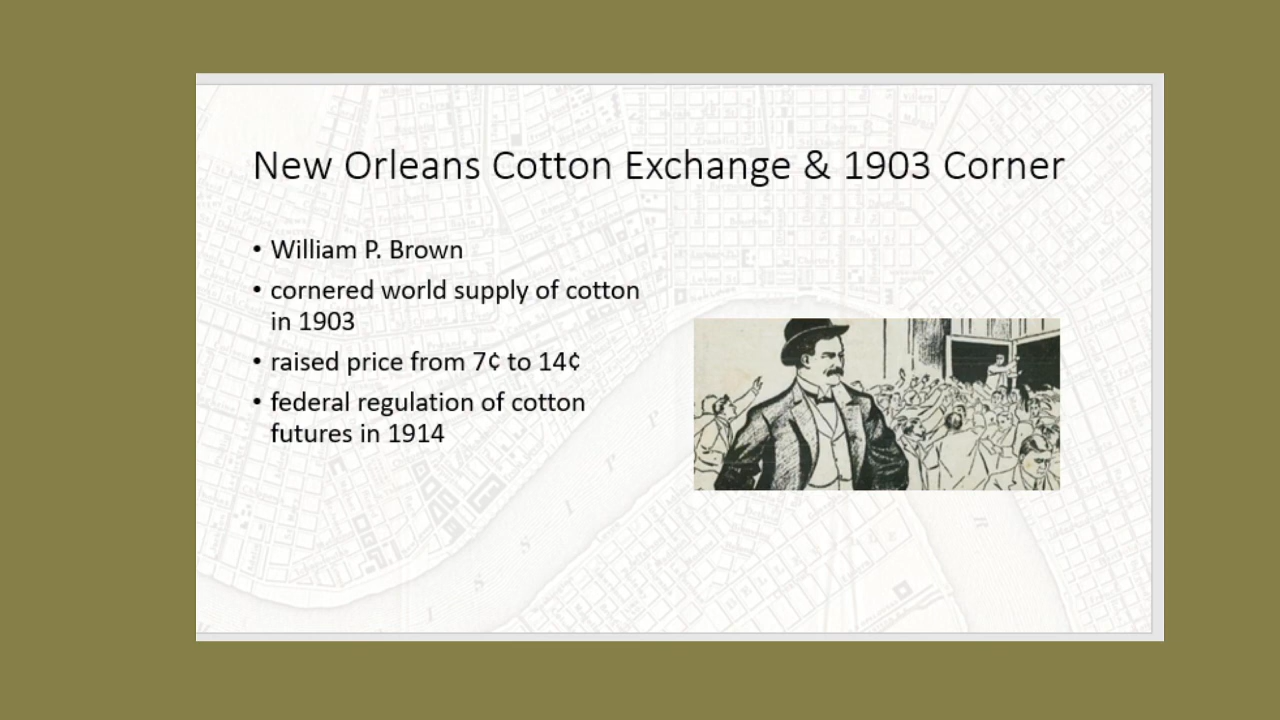 New Orleans Cotton Exchange & 1903 Corner
• William P. Brown
• cornered world supply of cotton
in 1903
• raised price from 7¢ to 14¢
• federal regulation of cotton
futures in 1914